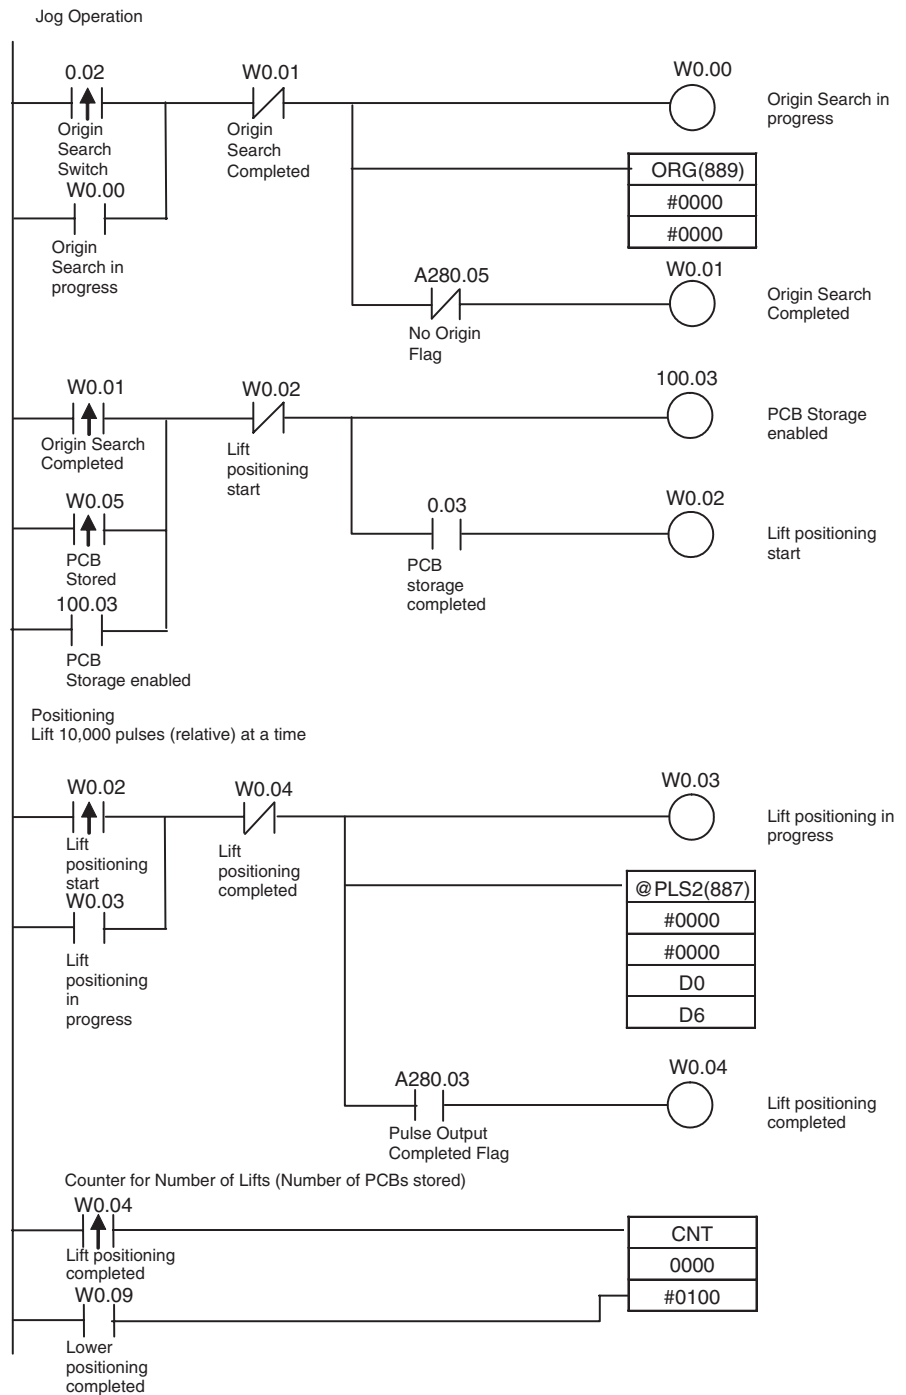 Jog Operation
0.02
W0.01
W0.00
Origin
Search
Switch
Origin
Search
Completed
Origin Search in
progress
ORG(889)
#0000
#0000
W0.00
Origin
Search in
progress
A280.05
W0.01
No Origin
Flag
Origin Search
Completed
W0.01
W0.02
100.03
Origin Search
Completed
Lift
positioning
start
PCB Storage
enabled
W0.05
0.03
W0.02
PCB
Stored
PCB
storage
completed
Lift positioning
start
100.03
PCB
Storage enabled
Positioning
Lift 10,000 pulses (relative) at a time
W0.02
W0.04
W0.03
Lift
positioning
start
Lift
positioning
completed
Lift positioning in
progress
W0.03
Lift
positioning
in
progress
@PLS2(887)
#0000
#0000
D0
D6
A280.03
W0.04
Pulse Output
Completed Flag
Lift positioning
completed
Counter for Number of Lifts (Number of PCBs stored)
W0.04
Lift positioning
completed
CNT
0000
#0100
W0.09
Lower
positioning
completed